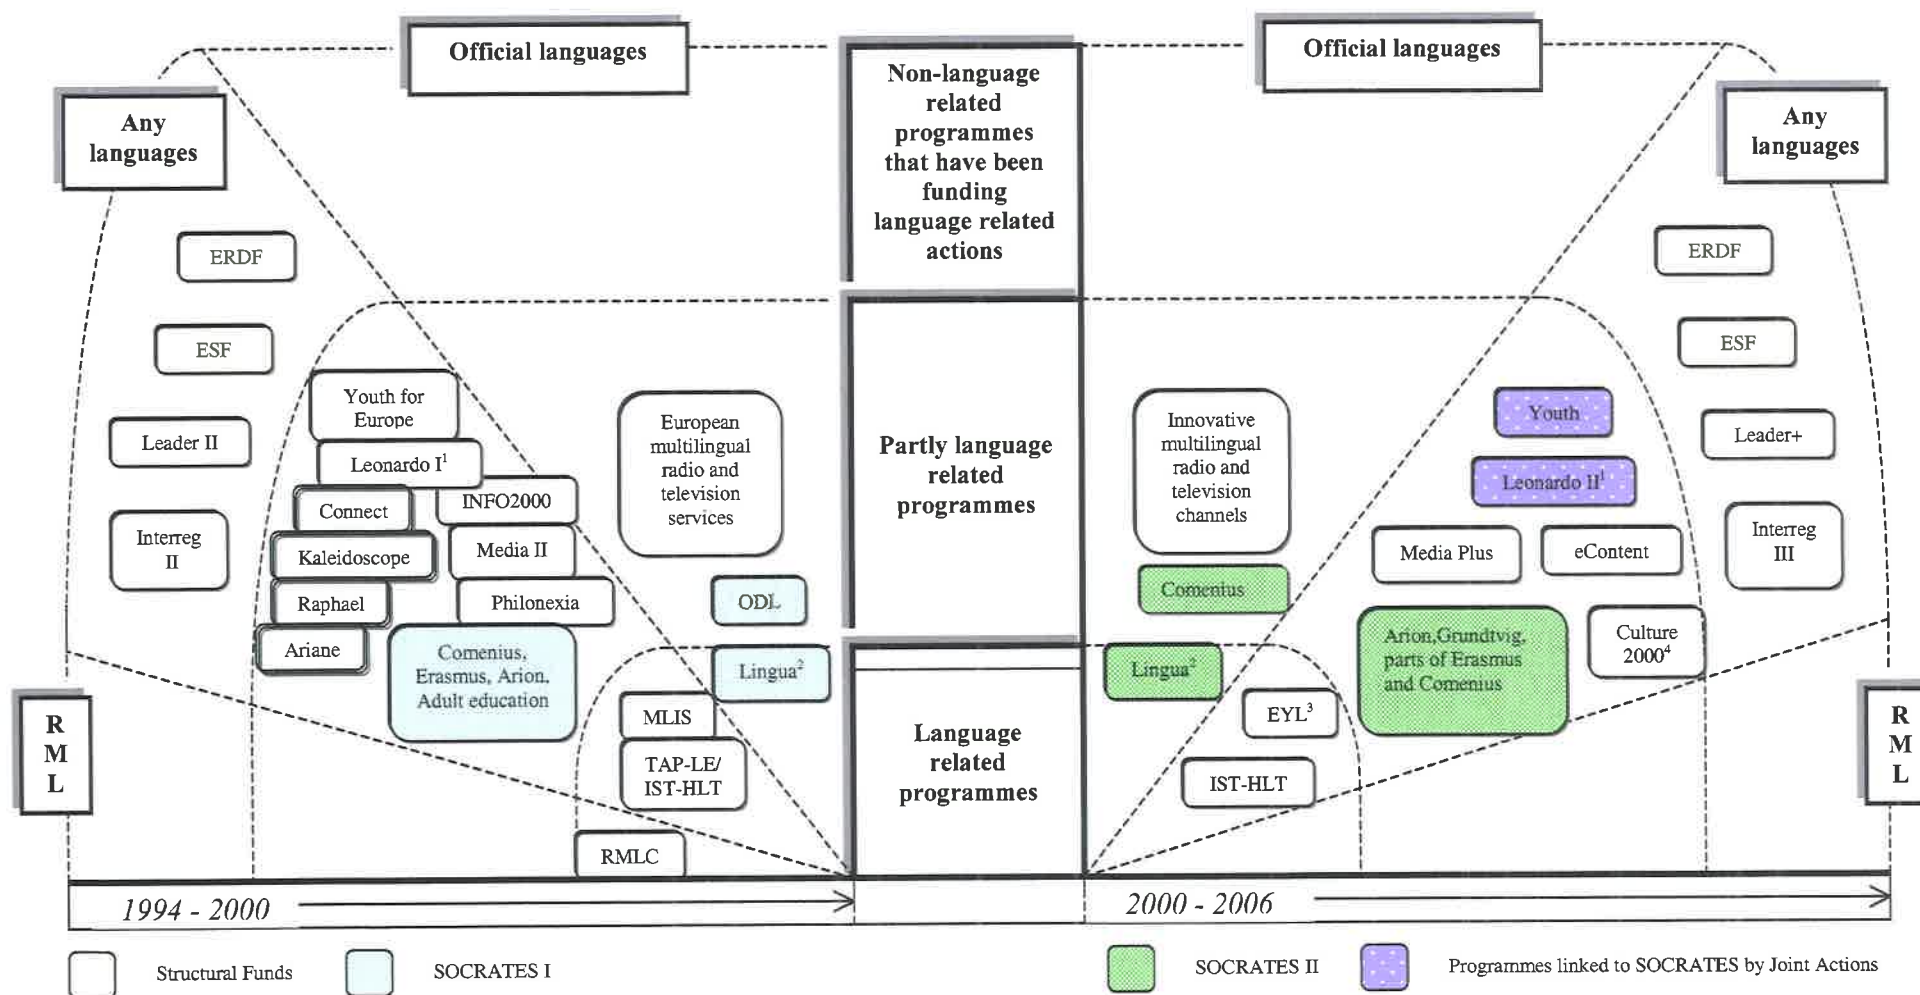 Official languages
Official languages
Any
languages
Non-language
related
programmes
that have been
funding
language related
actions
Any
languages
ERDF
ESF
Leader II
Interreg
II
Youth for
Europe
Leonardo I¹
Connect
INFO2000
Kaleidoscope
Media II
Raphael
Philonexia
Ariane
Comenius,
Erasmus, Arion,
Adult education
European
multilingual
radio and
television
services
ODL
Lingua²
MLIS
TAP-LE/
IST-HLT
RMLC
Partly language
related
programmes
Language
related
programmes
Innovative
multilingual
radio and
television
channels
Comenius
Lingua²
EYL³
IST-HLT
Youth
Leonardo II¹
Media Plus
eContent
Arion,Grundtvig,
parts of Erasmus
and Comenius
Culture
2000⁴
ERDF
ESF
Leader+
Interreg
III
R
M
L
R
M
L
1994 - 2000
2000 - 2006
Structural Funds
SOCRATES I
SOCRATES II
Programmes linked to SOCRATES by Joint Actions